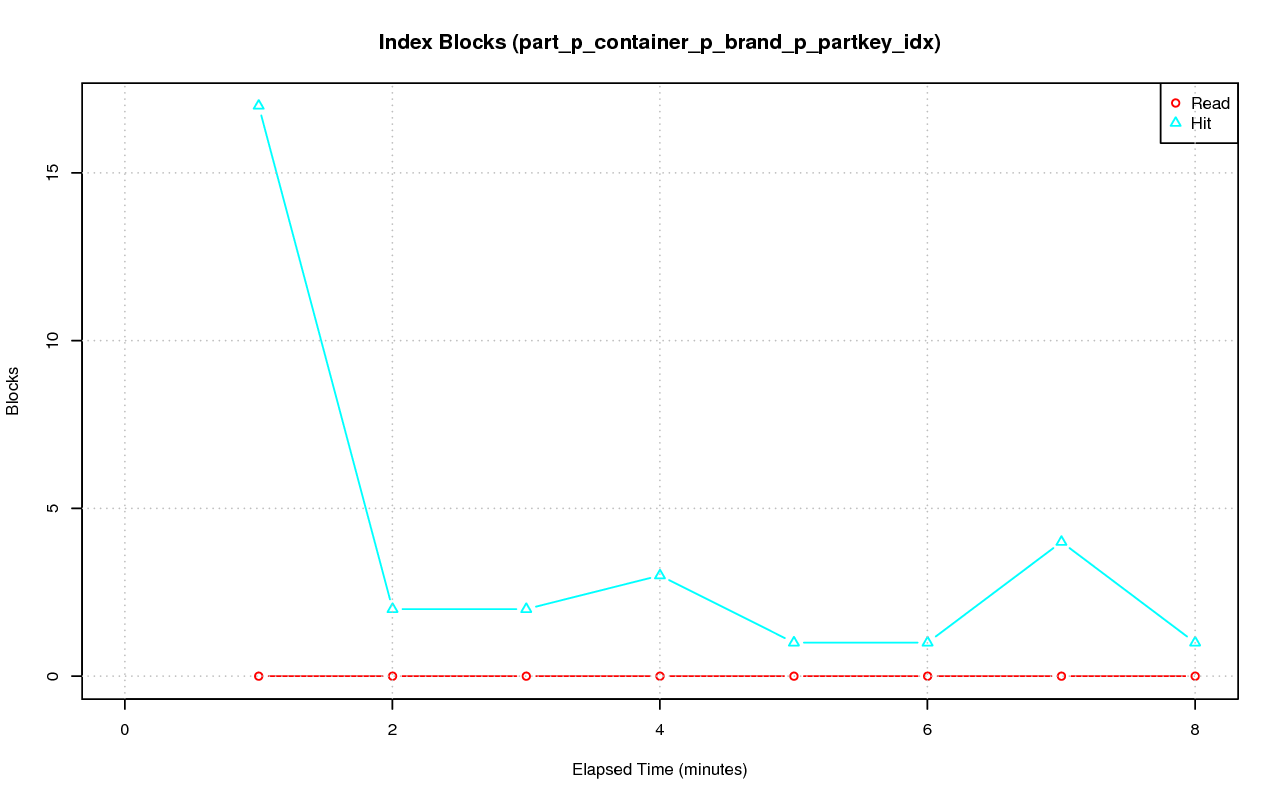 Index Blocks (part_p_container_p_brand_p_partkey_idx)
Read
Hit
15
10
5
0
Blocks
0 2 4 6 8
Elapsed Time (minutes)